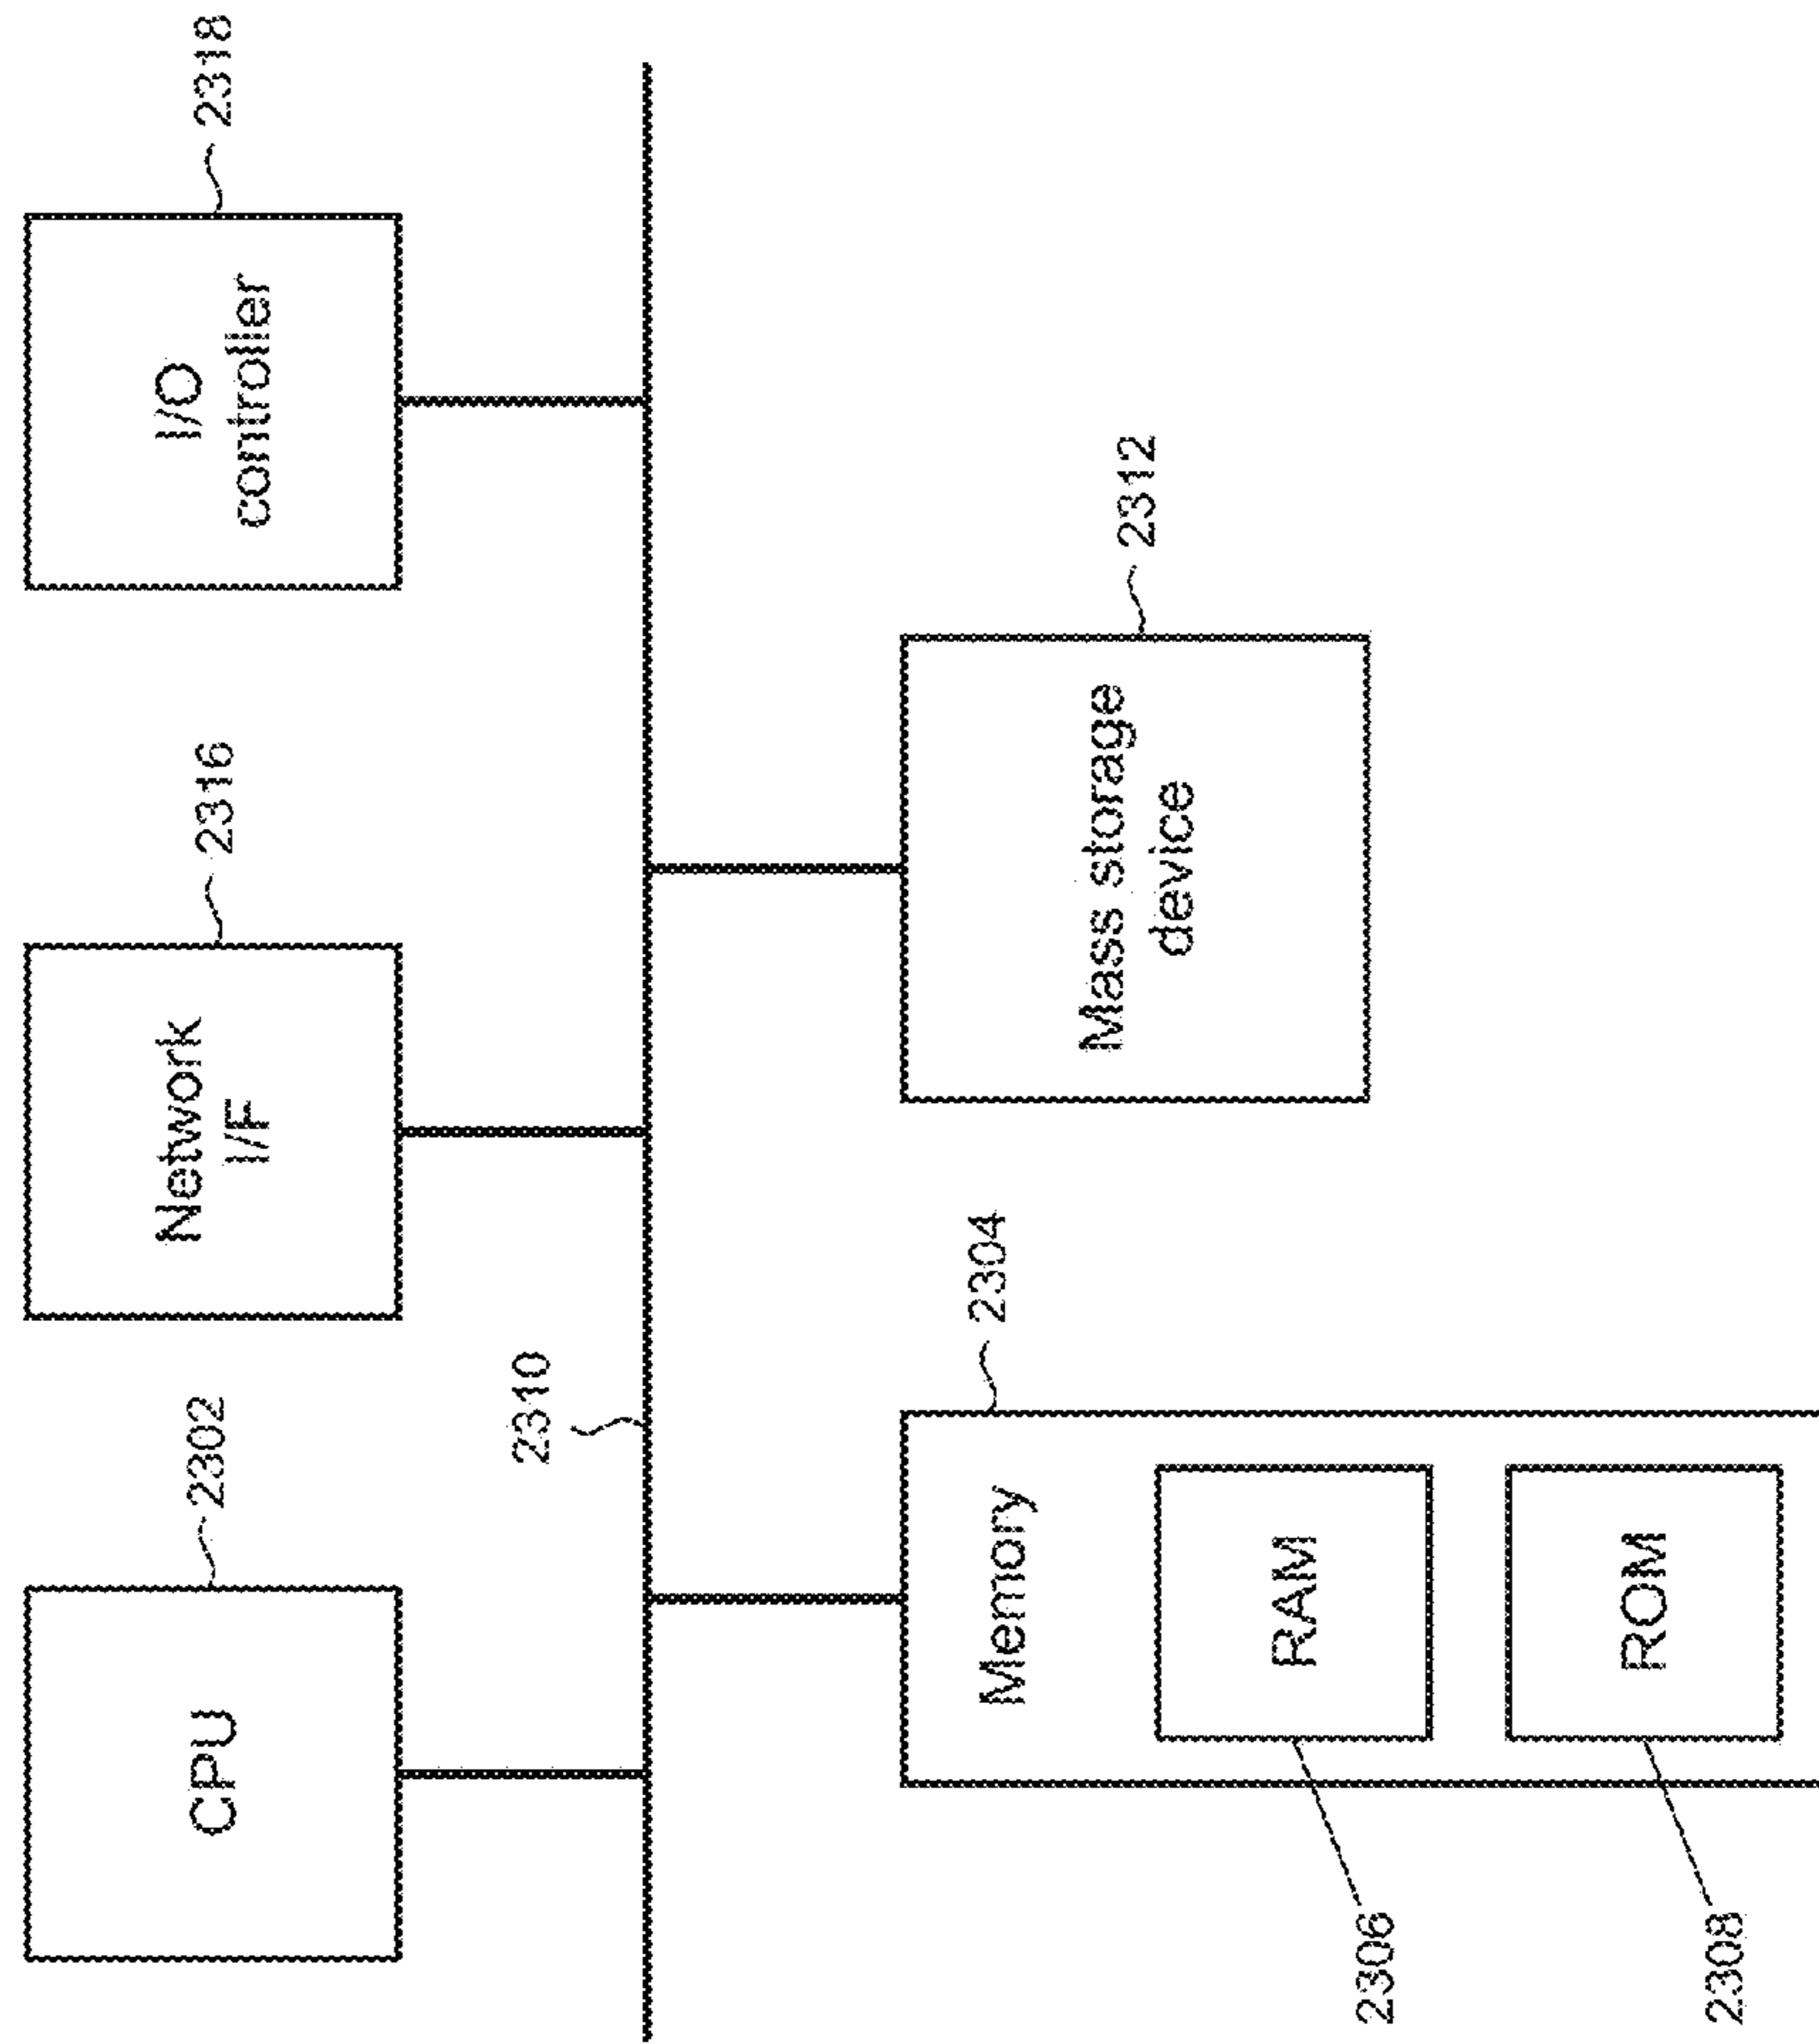 CPU
2302
Network
I/F
2316
I/O
controller
2318
2310
Memory
2304
RAM
2306
ROM
2308
Mass storage
device
2312